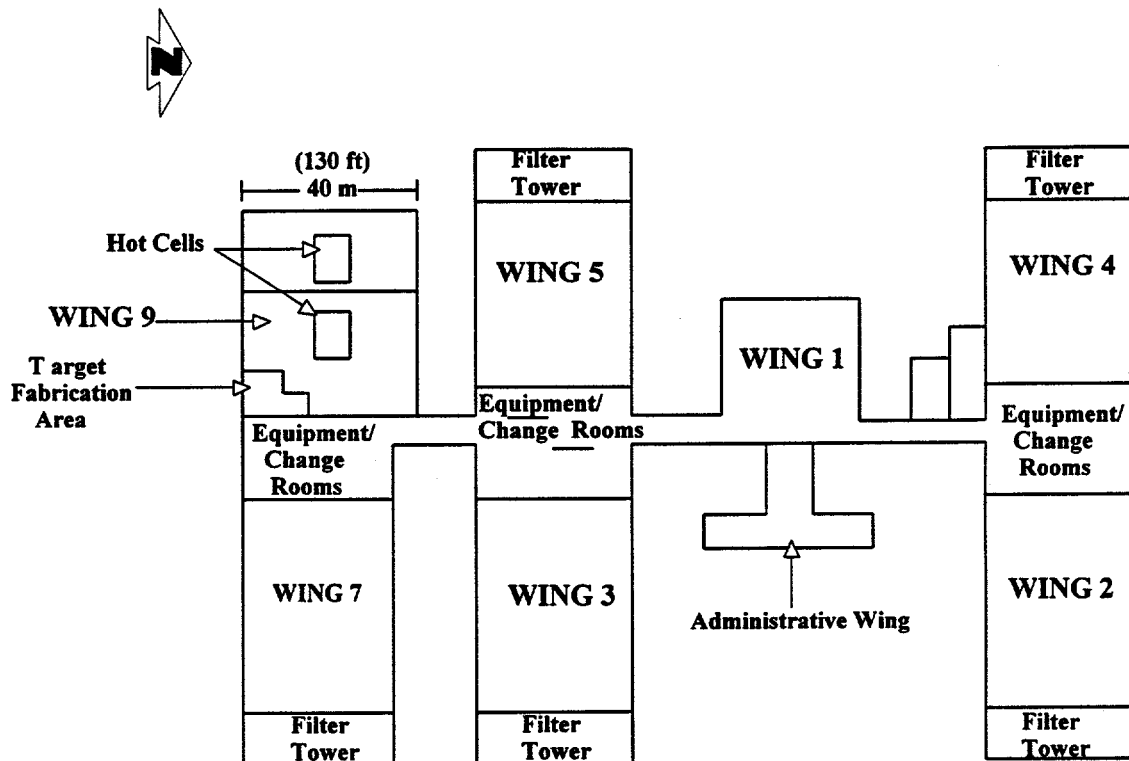 N
(130 ft)
40 m
Hot Cells
WING 9
T arget
Fabrication
Area
Filter
Tower
WING 5
Filter
Tower
WING 4
WING 1
Equipment/
Change
Rooms
Equipment/
Change Rooms
Equipment/
Change
Rooms
WING 7
WING 3
WING 2
Administrative Wing
Filter
Tower
Filter
Tower
Filter
Tower